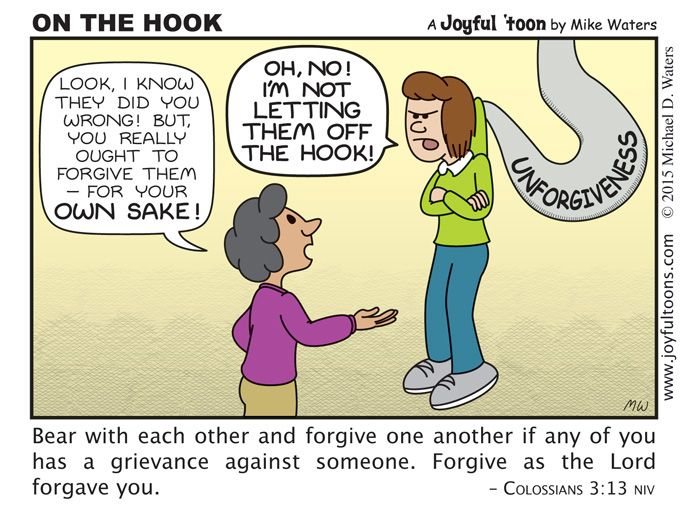 ON THE HOOK
A Joyful 'toon by Mike Waters
LOOK, I KNOW
THEY DID YOU
WRONG! BUT,
YOU REALLY
OUGHT TO
FORGIVE THEM
– FOR YOUR
OWN SAKE!
OH, NO!
I'M NOT
LETTING
THEM OFF
THE HOOK!
UNFORGIVENESS
MW
www.joyfultoons.com © 2015 Michael D. Waters
Bear with each other and forgive one another if any of you
has a grievance against someone. Forgive as the Lord
forgave you.
– COLOSSIANS 3:13 NIV